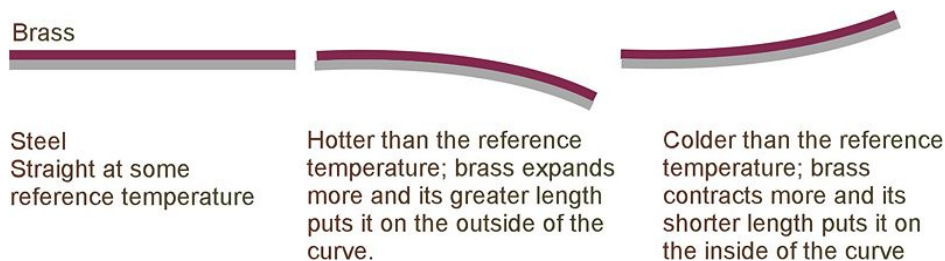 Brass
Steel
Straight at some
reference temperature
Hotter than the reference
temperature; brass expands
more and its greater length
puts it on the outside of the
curve.
Colder than the reference
temperature; brass
contracts more and its
shorter length puts it on
the inside of the curve